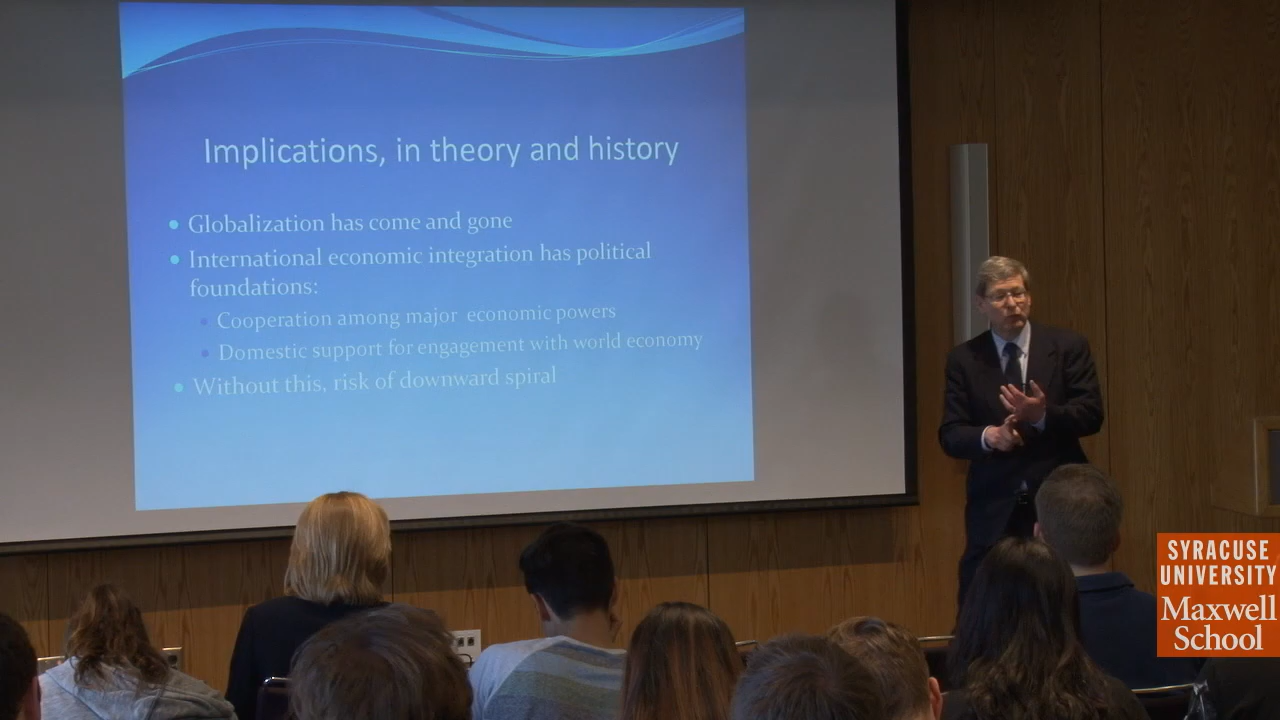 Implications, in theory and history
Globalization has come and gone
International economic integration has political
foundations:
Cooperation among major economic powers
Domestic support for engagement with world economy
Without this, risk of downward spiral
SYRACUSE
UNIVERSITY
Maxwell
School